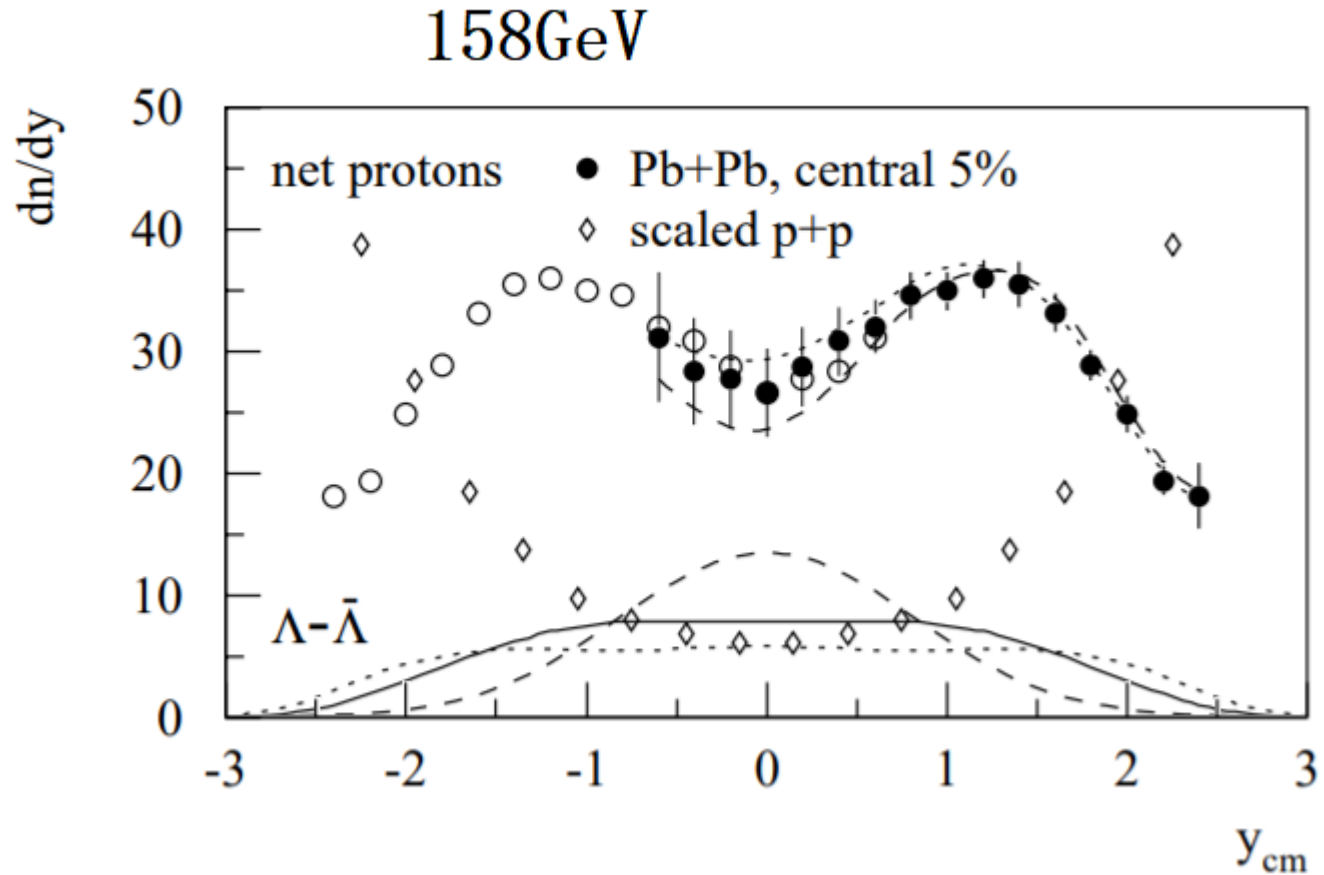 158GeV
dn/dy
50
40
30
20
10
0
net protons
Pb+Pb, central 5%
scaled p+p
Λ-Λ̄
-3 -2 -1 0 1 2 3
y_cm